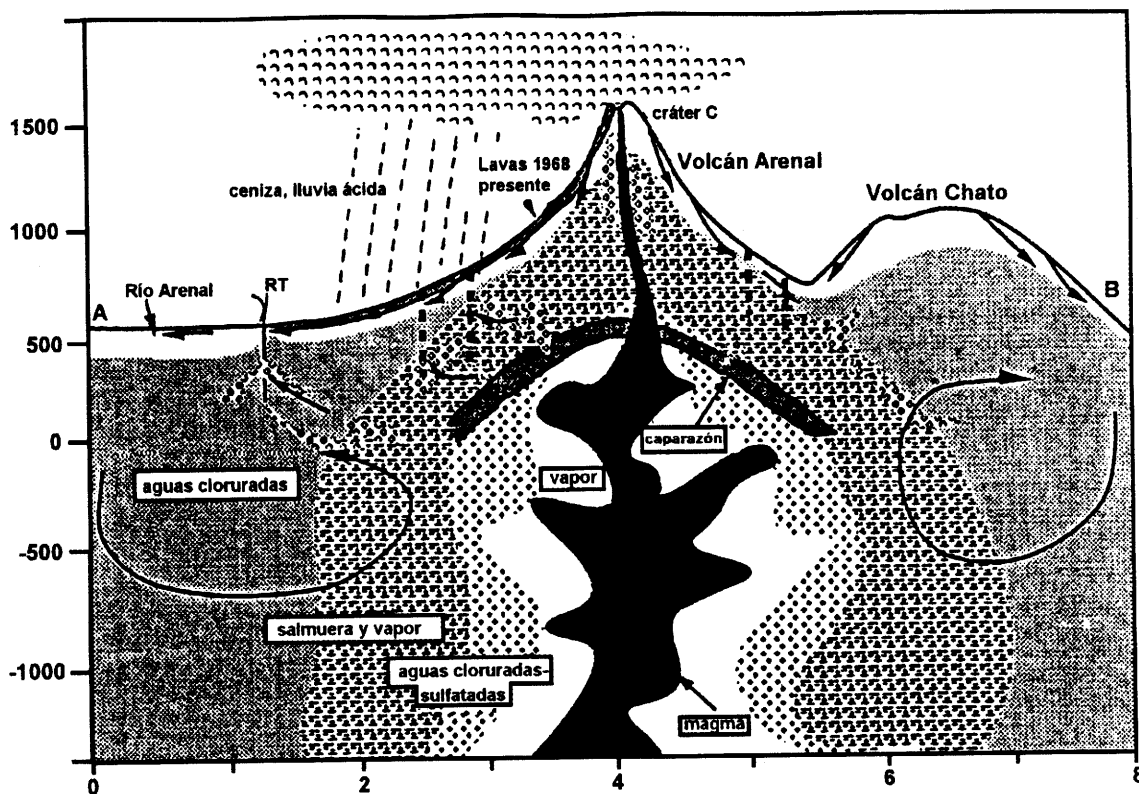 1500
1000
500
0
-500
-1000
0
2
4
6
8
cráter C
Volcán Arenal
Lavas 1968
presente
ceniza, lluvia ácida
Volcán Chato
Río Arenal
RT
A
B
caparazón
vapor
aguas cloruradas
salmuera y vapor
aguas cloruradas-
sulfatadas
magma